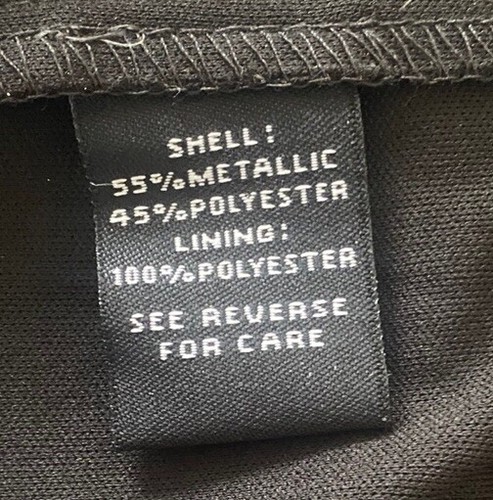 SHELL:
55%METALLIC
45%POLYESTER
LINING:
100%POLYESTER
SEE REVERSE
FOR CARE